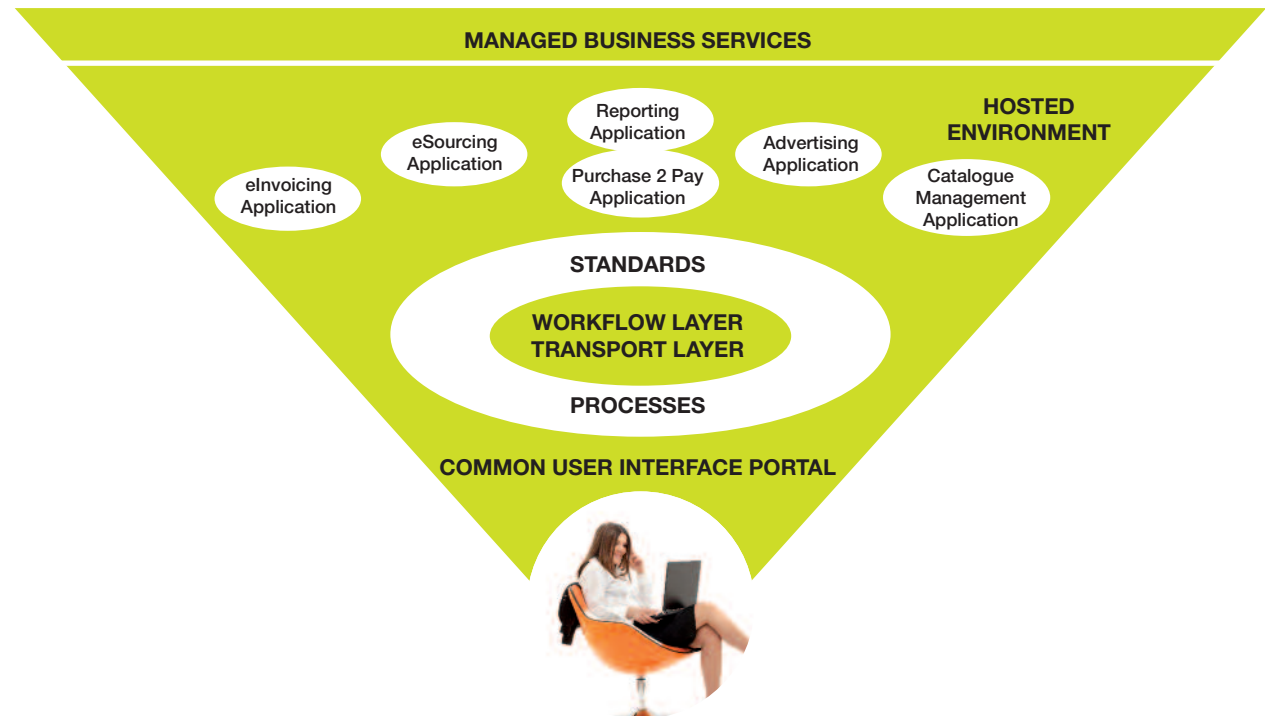 MANAGED BUSINESS SERVICES
HOSTED
ENVIRONMENT
Reporting
Application
eSourcing
Application
Advertising
Application
Purchase 2 Pay
Application
eInvoicing
Application
Catalogue
Management
Application
STANDARDS
WORKFLOW LAYER
TRANSPORT LAYER
PROCESSES
COMMON USER INTERFACE PORTAL